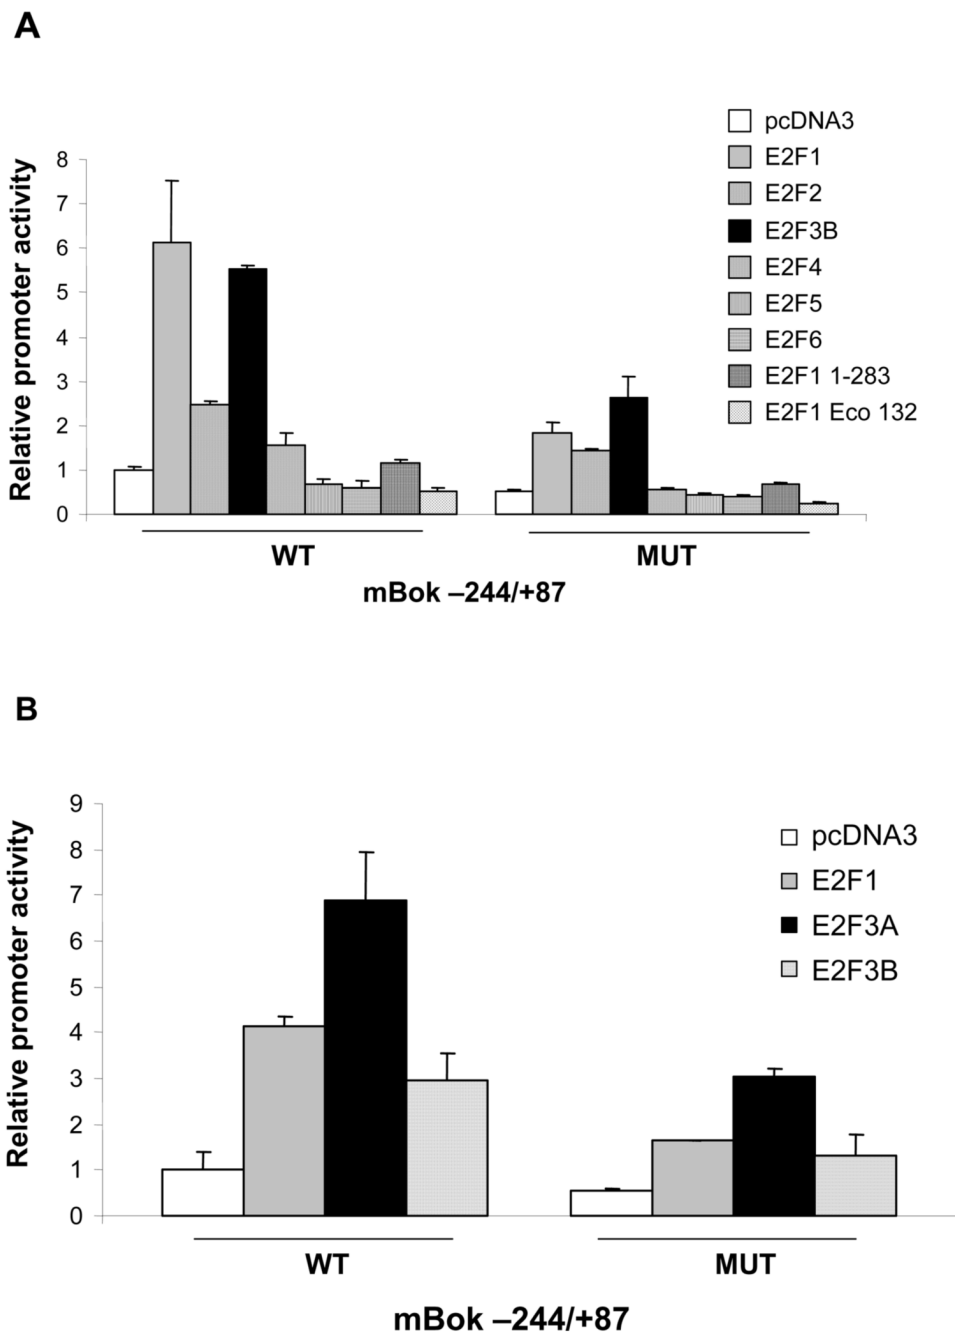 A
pcDNA3
E2F1
E2F2
E2F3B
E2F4
E2F5
E2F6
E2F1 1-283
E2F1 Eco 132
Relative promoter activity
8
7
6
5
4
3
2
1
0
WT
MUT
mBok –244/+87
B
pcDNA3
E2F1
E2F3A
E2F3B
Relative promoter activity
9
8
7
6
5
4
3
2
1
0
WT
MUT
mBok –244/+87